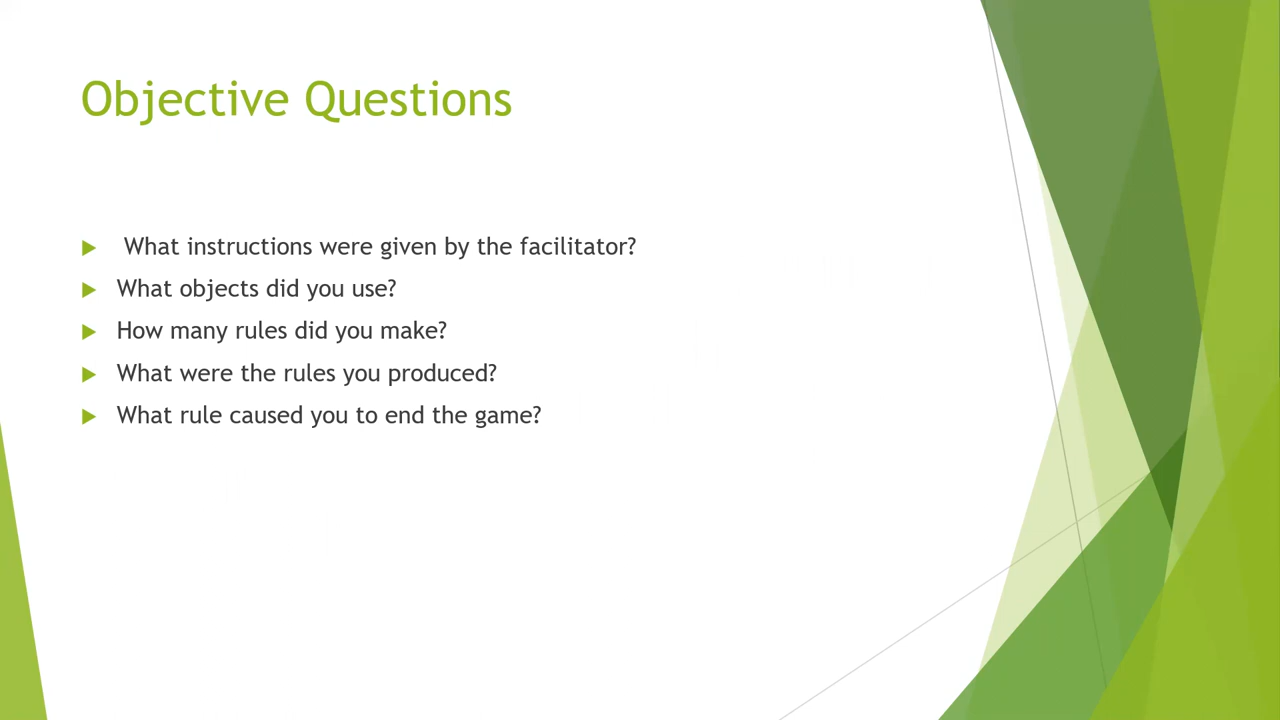 Objective Questions
What instructions were given by the facilitator?
What objects did you use?
How many rules did you make?
What were the rules you produced?
What rule caused you to end the game?